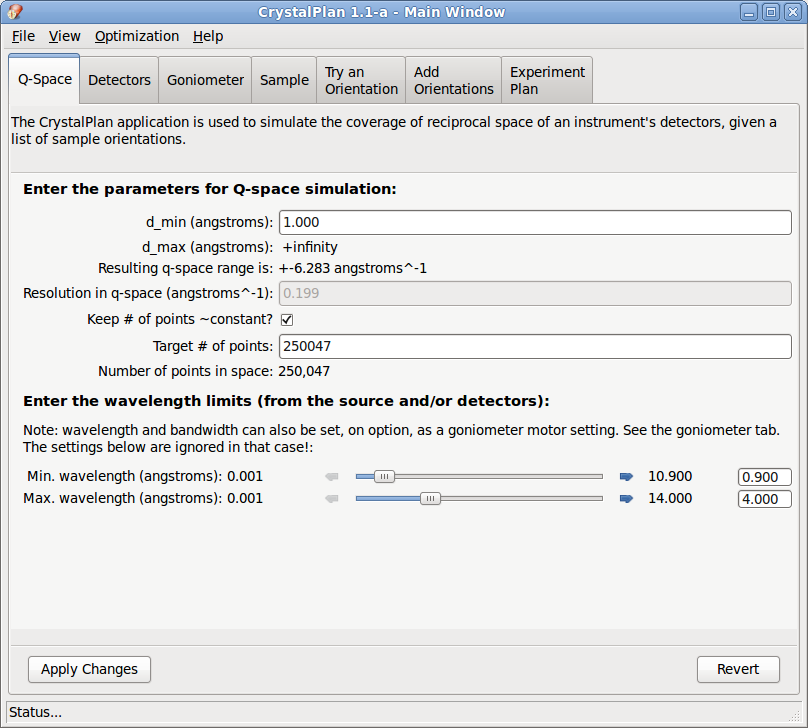 CrystalPlan 1.1-a - Main Window
File View Optimization Help
Q-Space Detectors Goniometer Sample Try an Orientation Add Orientations Experiment Plan
The CrystalPlan application is used to simulate the coverage of reciprocal space of an instrument's detectors, given a
list of sample orientations.
Enter the parameters for Q-space simulation:
d_min (angstroms): 1.000
d_max (angstroms): +infinity
Resulting q-space range is: +-6.283 angstroms^-1
Resolution in q-space (angstroms^-1): 0.199
Keep # of points ~constant?
Target # of points: 250047
Number of points in space: 250,047
Enter the wavelength limits (from the source and/or detectors):
Note: wavelength and bandwidth can also be set, on option, as a goniometer motor setting. See the goniometer tab.
The settings below are ignored in that case!:
Min. wavelength (angstroms): 0.001 10.900 0.900
Max. wavelength (angstroms): 0.001 14.000 4.000
Apply Changes Revert
Status...